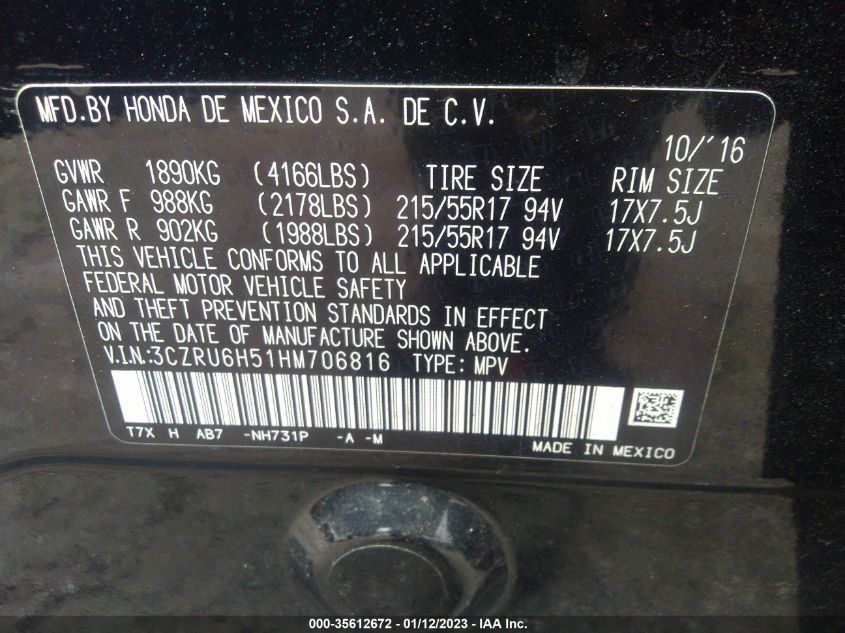 MFD.BY HONDA DE MEXICO S.A. DE C.V.
10/'16
GVWR 1890KG (4166LBS) TIRE SIZE RIM SIZE
GAWR F 988KG (2178LBS) 215/55R17 94V 17X7.5J
GAWR R 902KG (1988LBS) 215/55R17 94V 17X7.5J
THIS VEHICLE CONFORMS TO ALL APPLICABLE
FEDERAL MOTOR VEHICLE SAFETY
AND THEFT PREVENTION STANDARDS IN EFFECT
ON THE DATE OF MANUFACTURE SHOWN ABOVE.
V.I.N.:3CZRU6H51HM706816 TYPE: MPV
T7X H AB7 -NH731P -A -M
MADE IN MEXICO
000-35612672 - 01/12/2023 - IAA Inc.